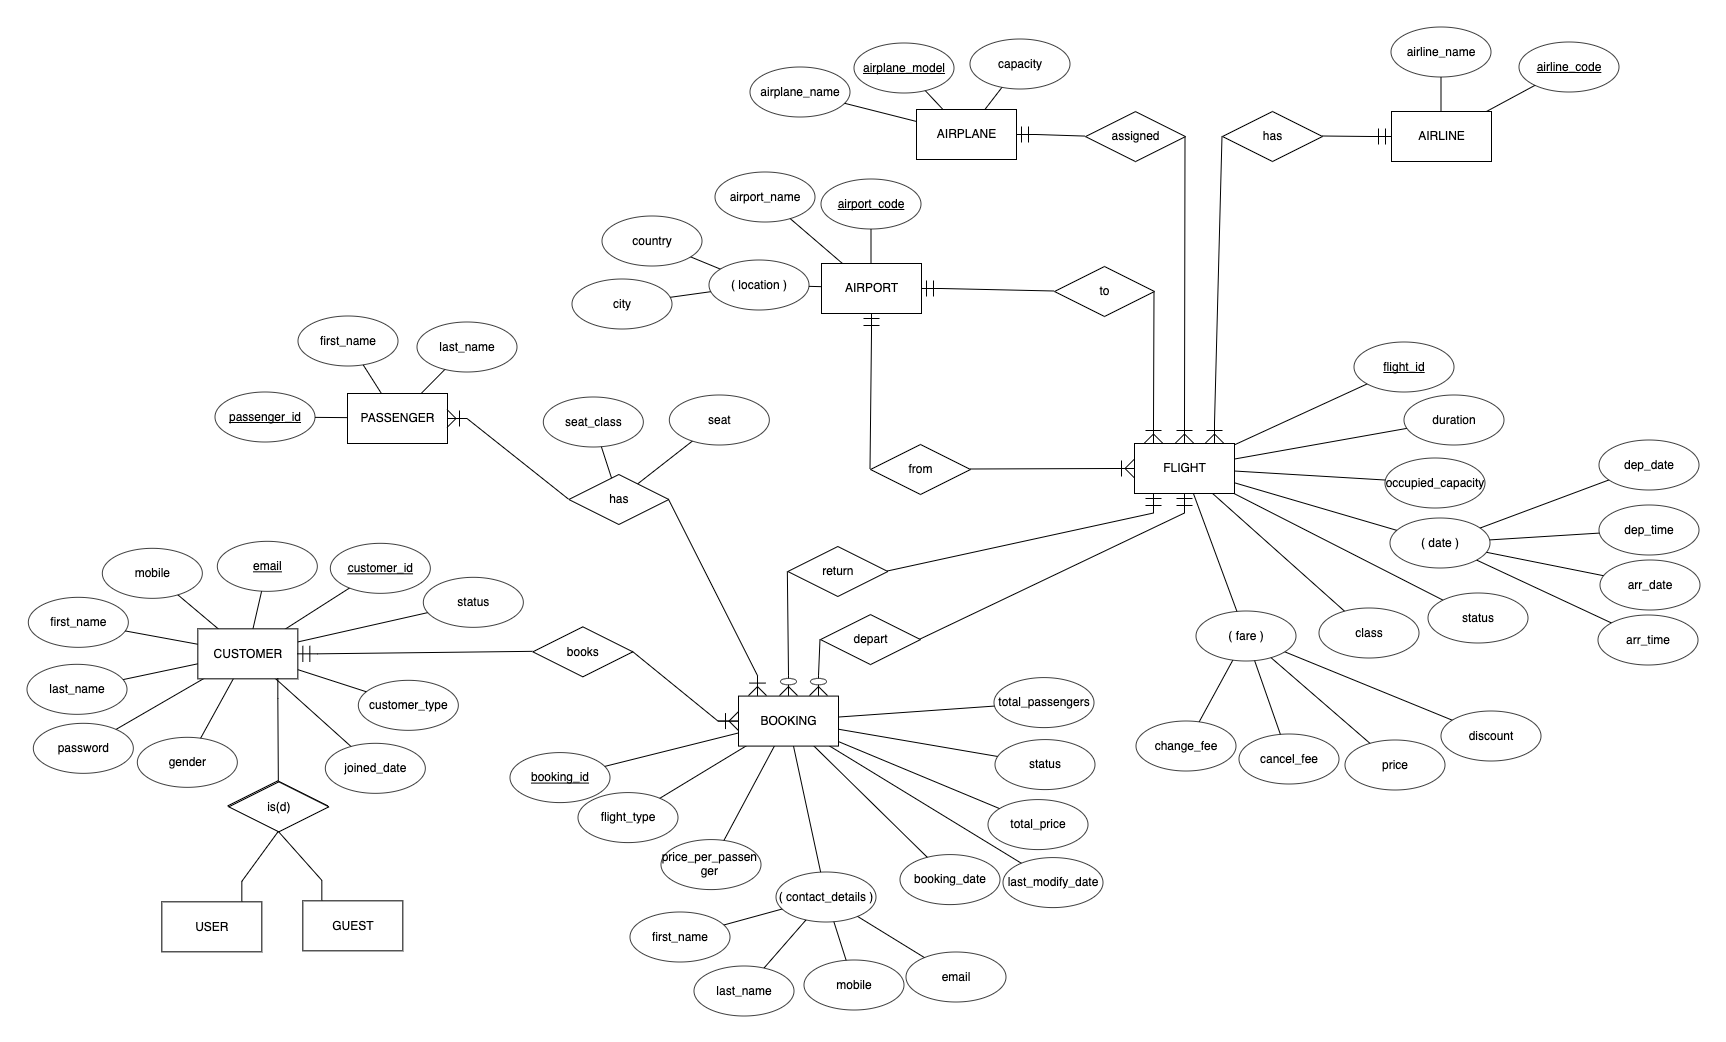 airline_name
airplane_model
capacity
airline_code
airplane_name
AIRPLANE
assigned
has
AIRLINE
airport_name
airport_code
country
( location )
AIRPORT
to
city
first_name
last_name
flight_id
passenger_id
PASSENGER
seat_class
seat
duration
from
FLIGHT
dep_date
occupied_capacity
has
dep_time
( date )
mobile
email
customer_id
return
arr_date
status
first_name
books
depart
( fare )
class
status
arr_time
CUSTOMER
last_name
customer_type
total_passengers
BOOKING
password
gender
joined_date
booking_id
status
change_fee
cancel_fee
price
discount
is(d)
flight_type
total_price
price_per_passen
ger
booking_date
last_modify_date
( contact_details )
USER
GUEST
first_name
last_name
mobile
email